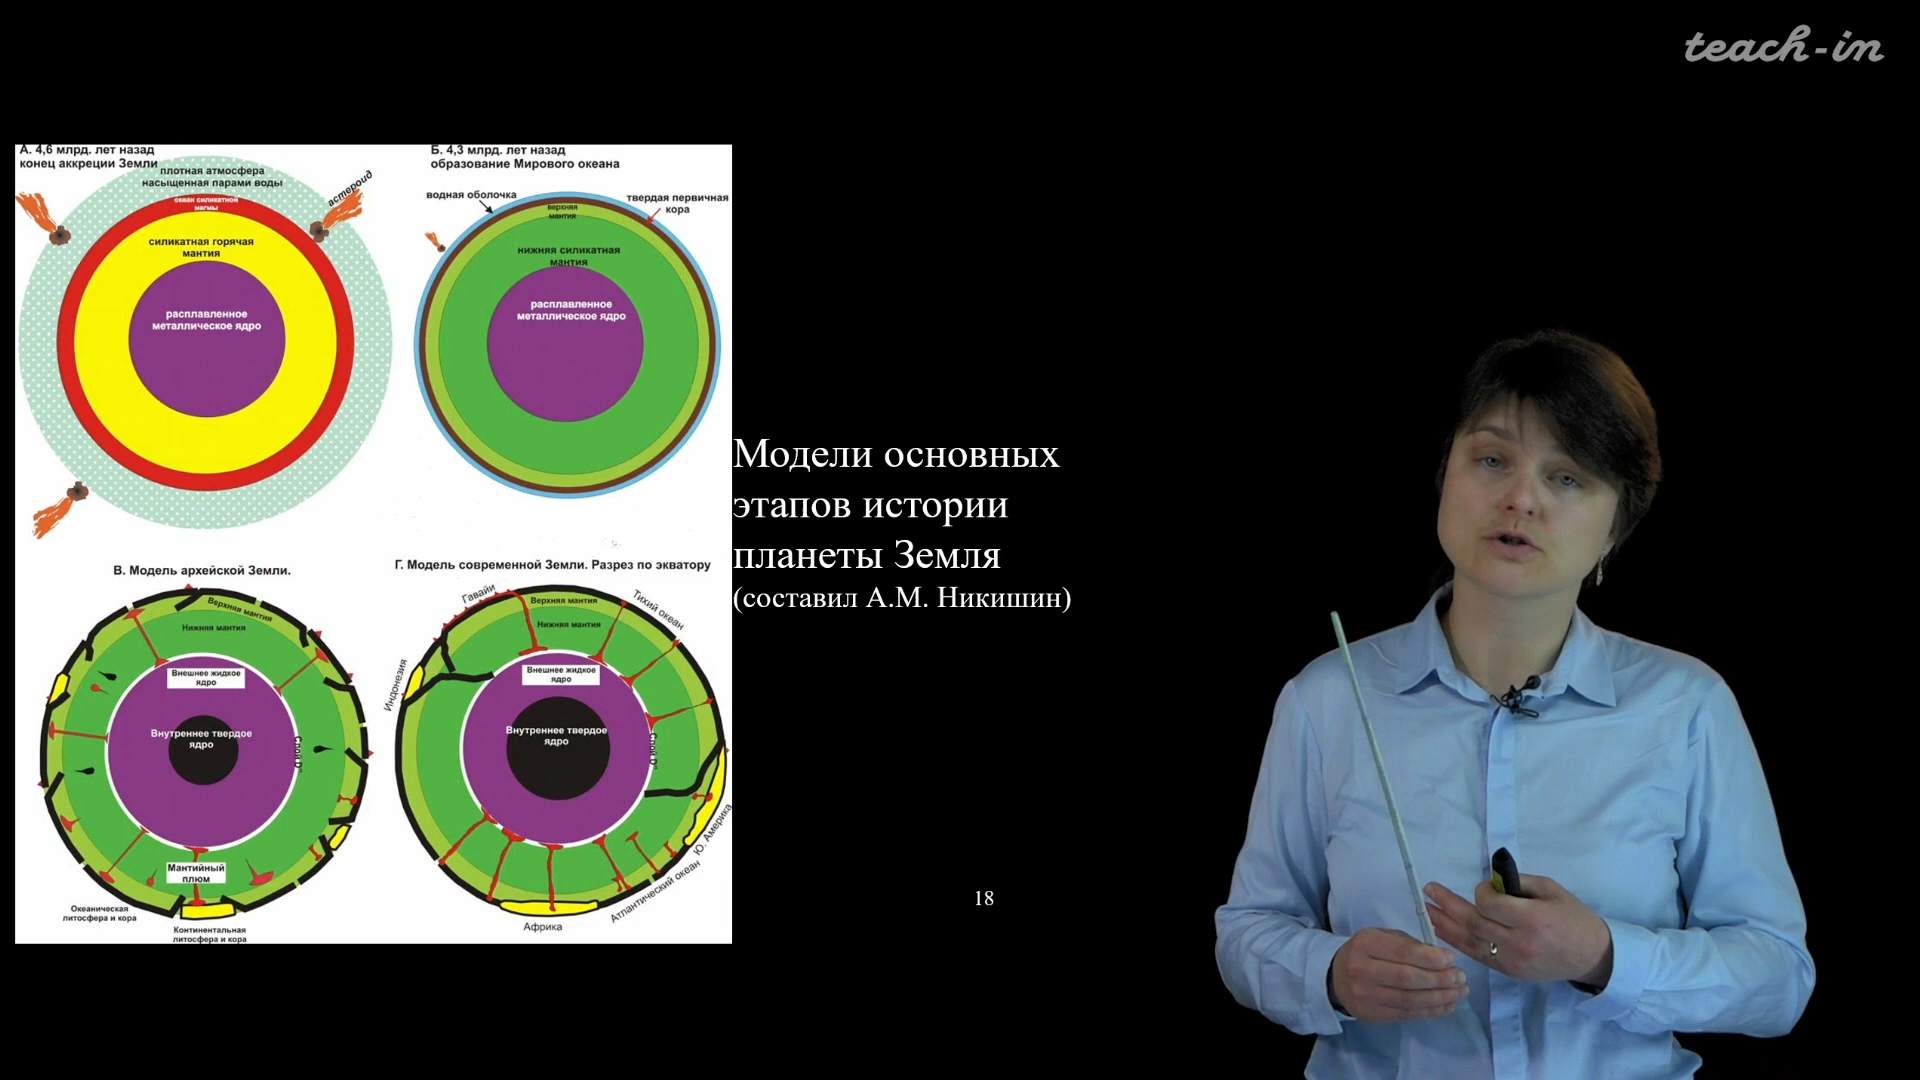 teach-in
А. 4,6 млрд. лет назад
конец аккреции Земли
плотная атмосфера
насыщенная парами воды
астероид
океан силикатной
магмы
силикатная горячая
мантия
расплавленное
металлическое ядро
Б. 4,3 млрд. лет назад
образование Мирового океана
водная оболочка
твердая первичная
кора
верхняя
мантия
нижняя силикатная
мантия
расплавленное
металлическое ядро
Модели основных
этапов истории
планеты Земля
(составил А.М. Никишин)
В. Модель архейской Земли.
Верхняя мантия
Нижняя мантия
Внешнее жидкое
ядро
Внутреннее твердое
ядро
Слой D"
Мантийный
плюм
Океаническая
литосфера и кора
Континентальная
литосфера и кора
Г. Модель современной Земли. Разрез по экватору
Гавайи
Верхняя мантия
Тихий океан
Нижняя мантия
Индонезия
Внешнее жидкое
ядро
Внутреннее твердое
ядро
Слой D"
Ю. Америка
Атлантический океан
Африка
18